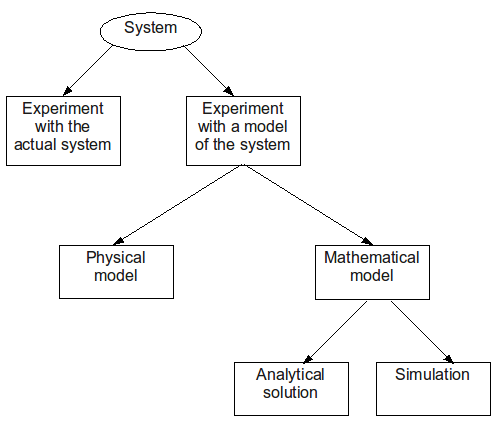 System
Experiment
with the
actual system
Experiment
with a model
of the system
Physical
model
Mathematical
model
Analytical
solution
Simulation